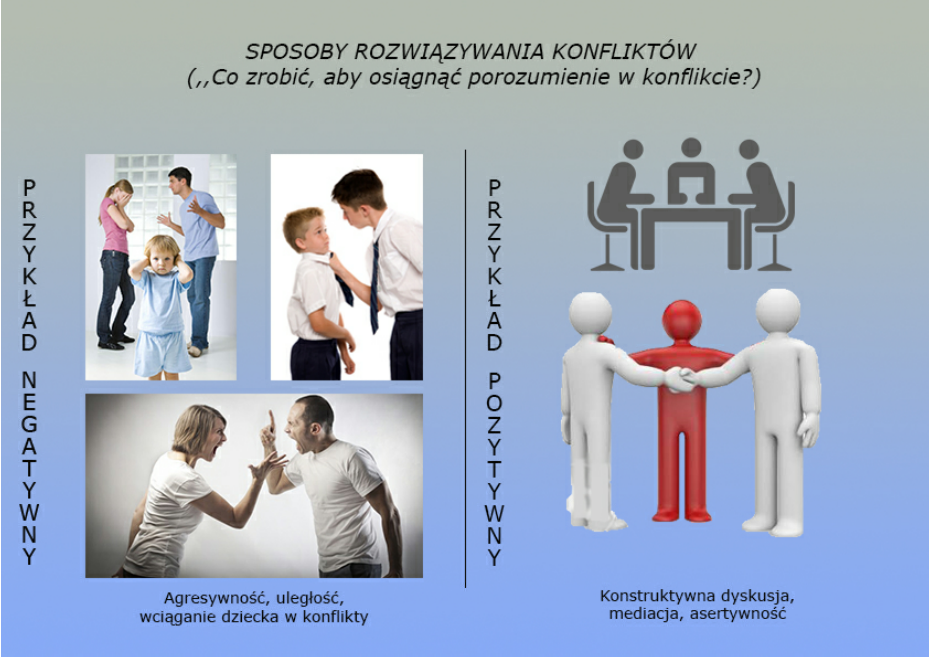 SPOSOBY ROZWIĄZYWANIA KONFLIKTÓW
(,,Co zrobić, aby osiągnąć porozumienie w konflikcie?)
PRZYKŁAD NEGATYWNY
Agresywność, uległość,
wciąganie dziecka w konflikty
PRZYKŁAD POZYTYWNY
Konstruktywna dyskusja,
mediacja, asertywność